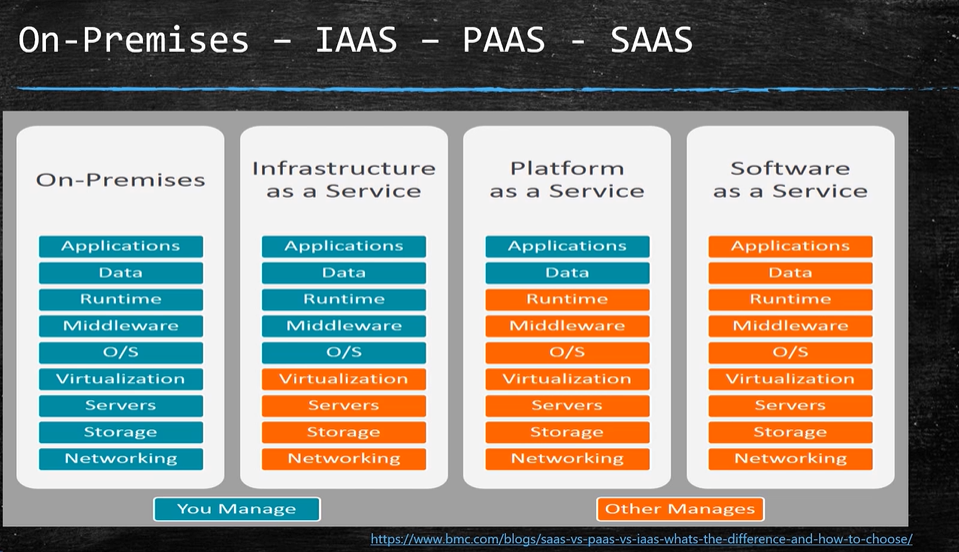 On-Premises – IAAS – PAAS - SAAS
On-Premises
Applications
Data
Runtime
Middleware
O/S
Virtualization
Servers
Storage
Networking
Infrastructure
as a Service
Applications
Data
Runtime
Middleware
O/S
Virtualization
Servers
Storage
Networking
Platform
as a Service
Applications
Data
Runtime
Middleware
O/S
Virtualization
Servers
Storage
Networking
Software
as a Service
Applications
Data
Runtime
Middleware
O/S
Virtualization
Servers
Storage
Networking
You Manage
Other Manages
https://www.bmc.com/blogs/saas-vs-paas-vs-iaas-whats-the-difference-and-how-to-choose/